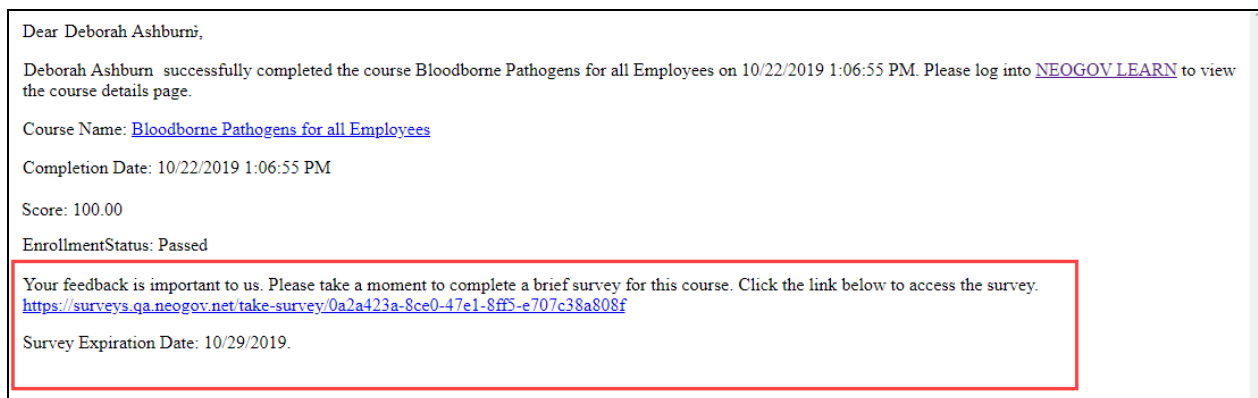 Dear Deborah Ashburn,
Deborah Ashburn successfully completed the course Bloodborne Pathogens for all Employees on 10/22/2019 1:06:55 PM. Please log into NEOGOV LEARN to view
the course details page.
Course Name: Bloodborne Pathogens for all Employees
Completion Date: 10/22/2019 1:06:55 PM
Score: 100.00
EnrollmentStatus: Passed
Your feedback is important to us. Please take a moment to complete a brief survey for this course. Click the link below to access the survey.
https://surveys.qa.neogov.net/take-survey/0a2a423a-8ce0-47e1-8ff5-e707c38a808f
Survey Expiration Date: 10/29/2019.